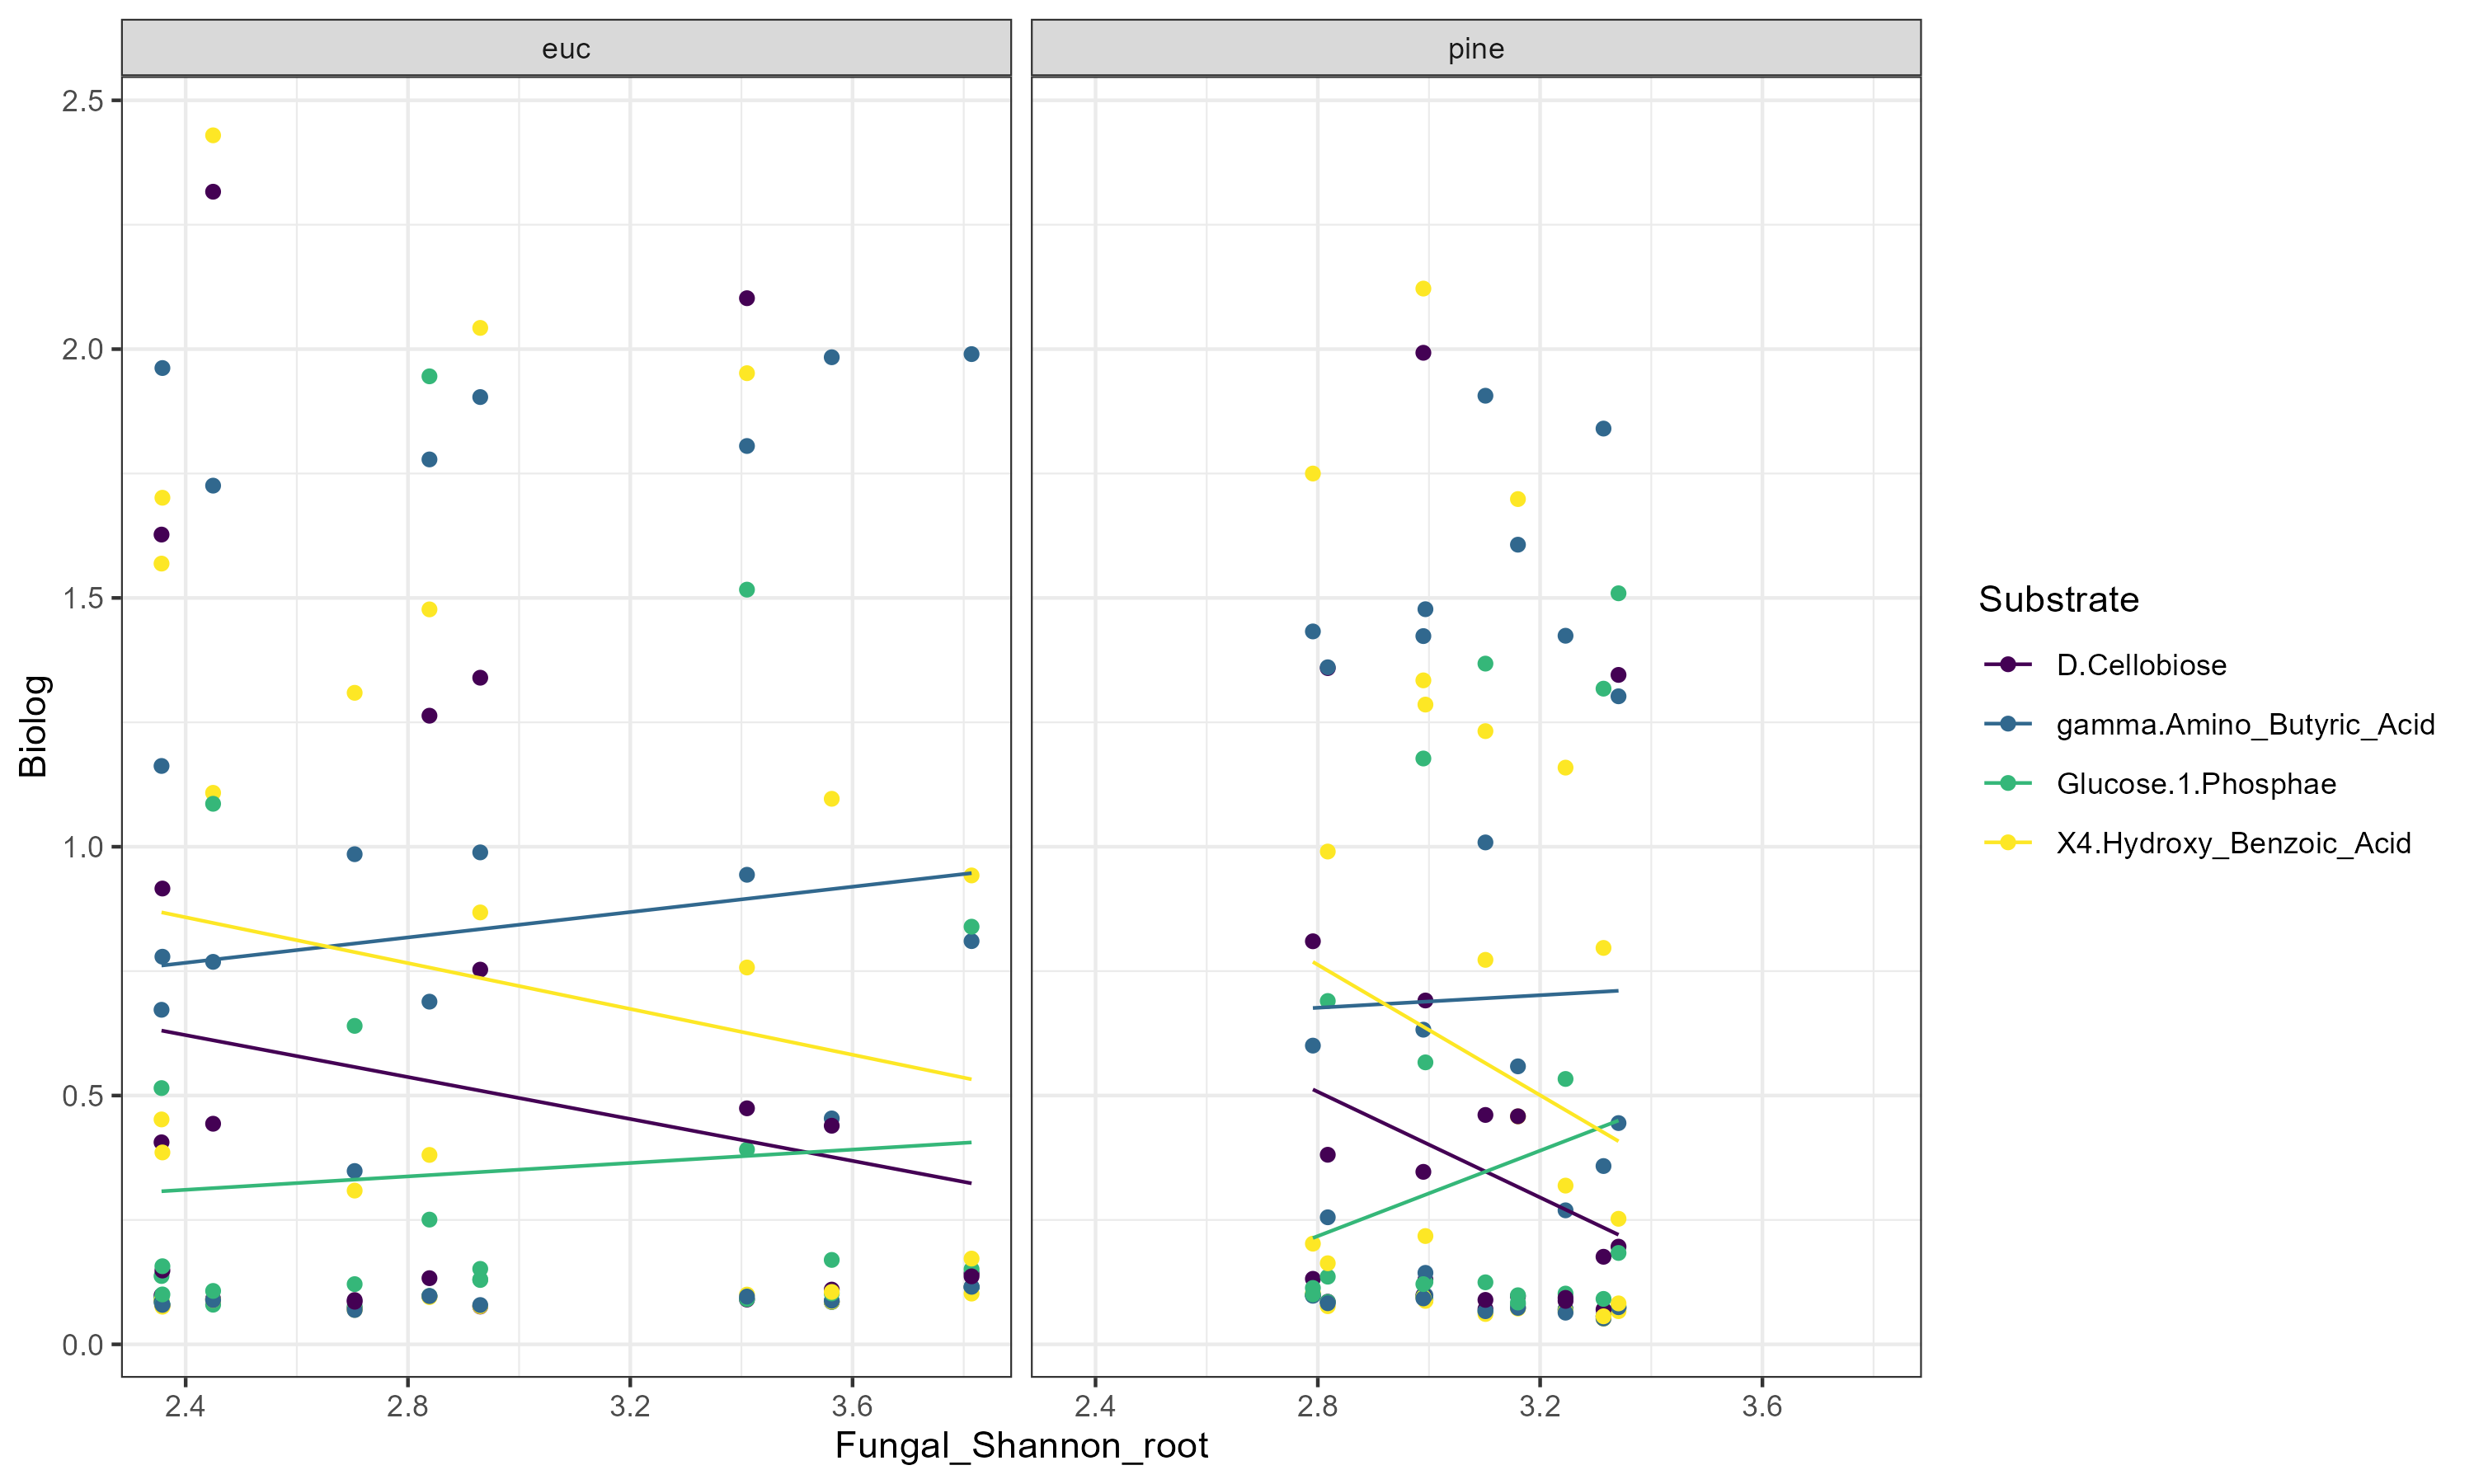 euc
pine
2.5
2.0
1.5
1.0
0.5
0.0
Biolog
2.4 2.8 3.2 3.6
2.4 2.8 3.2 3.6
Fungal_Shannon_root
Substrate
D.Cellobiose
gamma.Amino_Butyric_Acid
Glucose.1.Phosphae
X4.Hydroxy_Benzoic_Acid